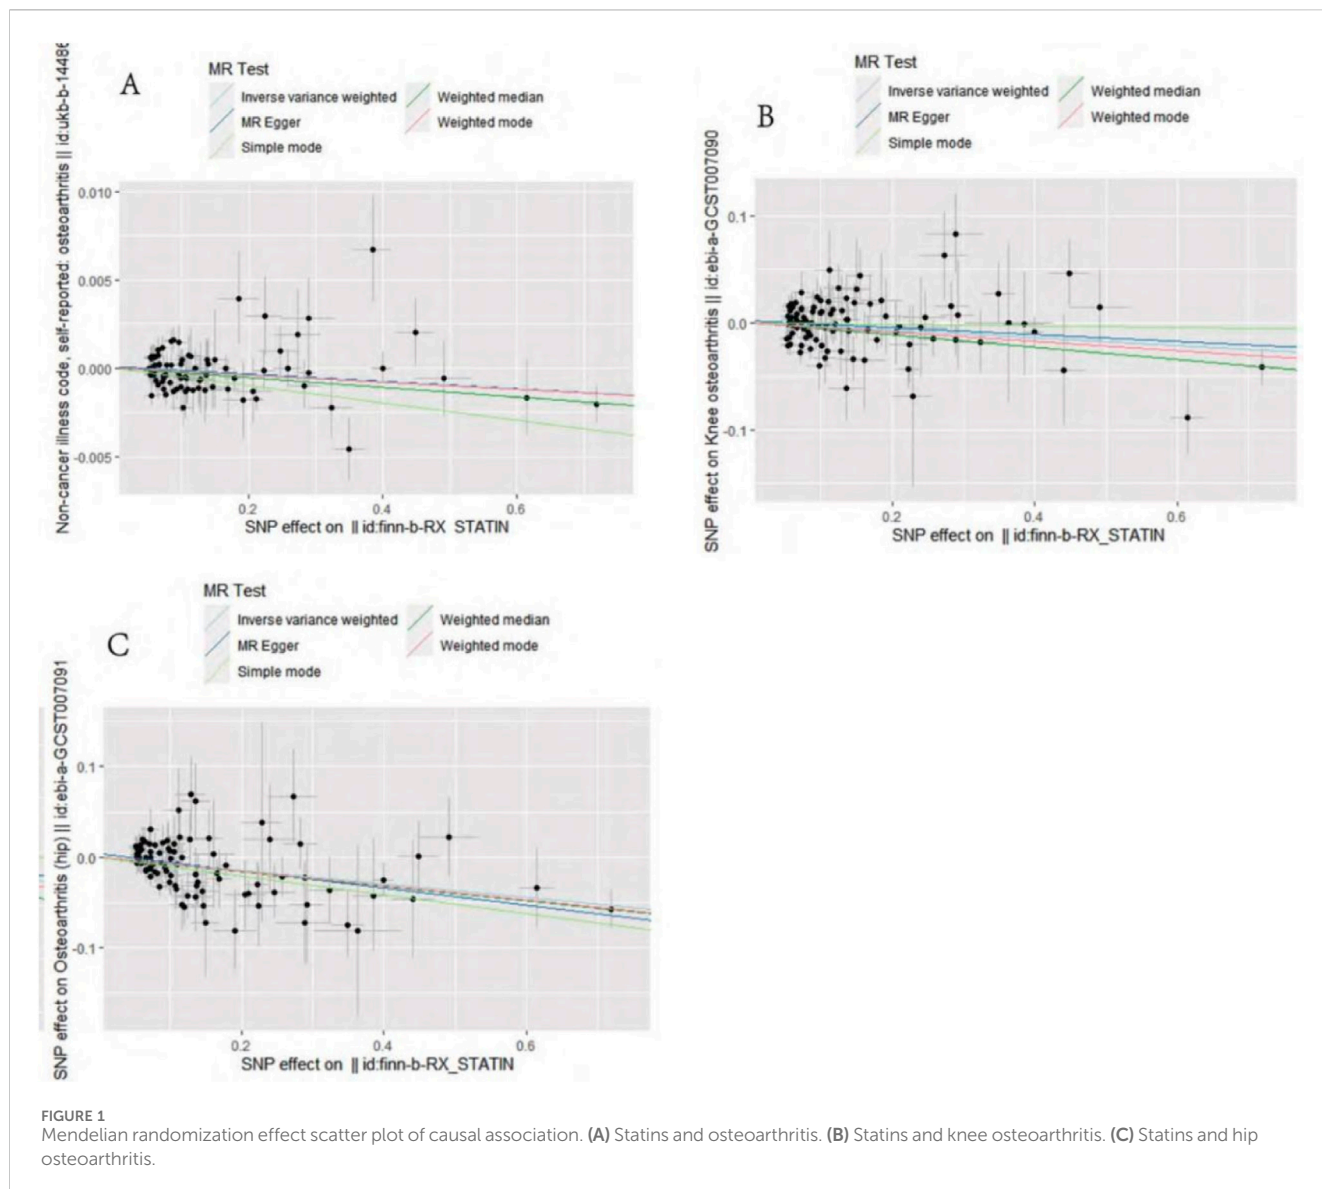 A
MR Test
Inverse variance weighted
Weighted median
MR Egger
Weighted mode
Simple mode
Non-cancer illness code, self-reported: osteoarthritis || id:ukb-b-14486
0.010
0.005
0.000
-0.005
0.2
0.4
0.6
SNP effect on || id:finn-b-RX_STATIN
B
MR Test
Inverse variance weighted
Weighted median
MR Egger
Weighted mode
Simple mode
SNP effect on Knee osteoarthritis || id:ebi-a-GCST007090
0.1
0.0
-0.1
0.2
0.4
0.6
SNP effect on || id:finn-b-RX_STATIN
C
MR Test
Inverse variance weighted
Weighted median
MR Egger
Weighted mode
Simple mode
SNP effect on Osteoarthritis (hip) || id:ebi-a-GCST007091
0.1
0.0
-0.1
0.2
0.4
0.6
SNP effect on || id:finn-b-RX_STATIN
FIGURE 1
Mendelian randomization effect scatter plot of causal association. (A) Statins and osteoarthritis. (B) Statins and knee osteoarthritis. (C) Statins and hip
osteoarthritis.